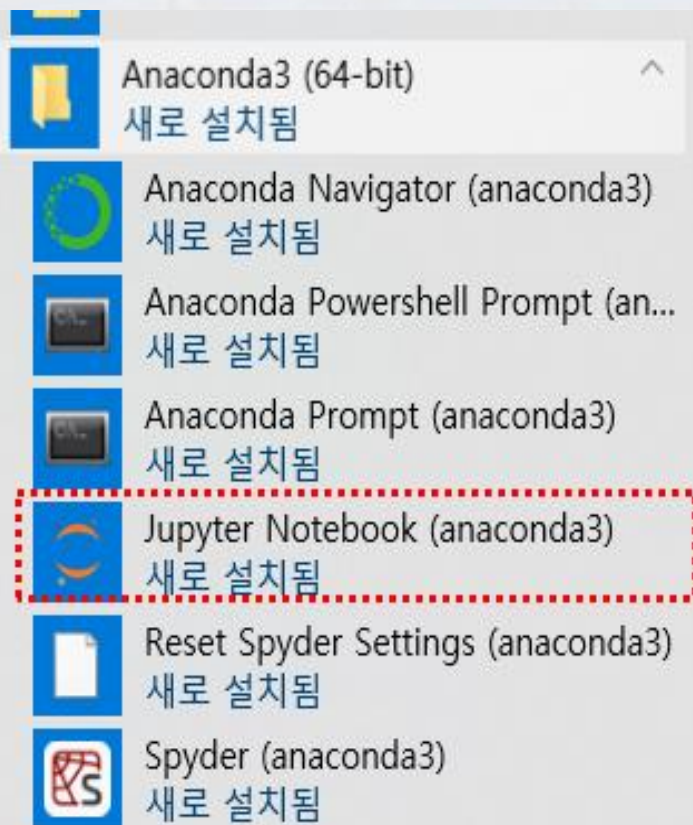 Anaconda3 (64-bit)
새로 설치됨
Anaconda Navigator (anaconda3)
새로 설치됨
Anaconda Powershell Prompt (an...
새로 설치됨
Anaconda Prompt (anaconda3)
새로 설치됨
Jupyter Notebook (anaconda3)
새로 설치됨
Reset Spyder Settings (anaconda3)
새로 설치됨
Spyder (anaconda3)
새로 설치됨